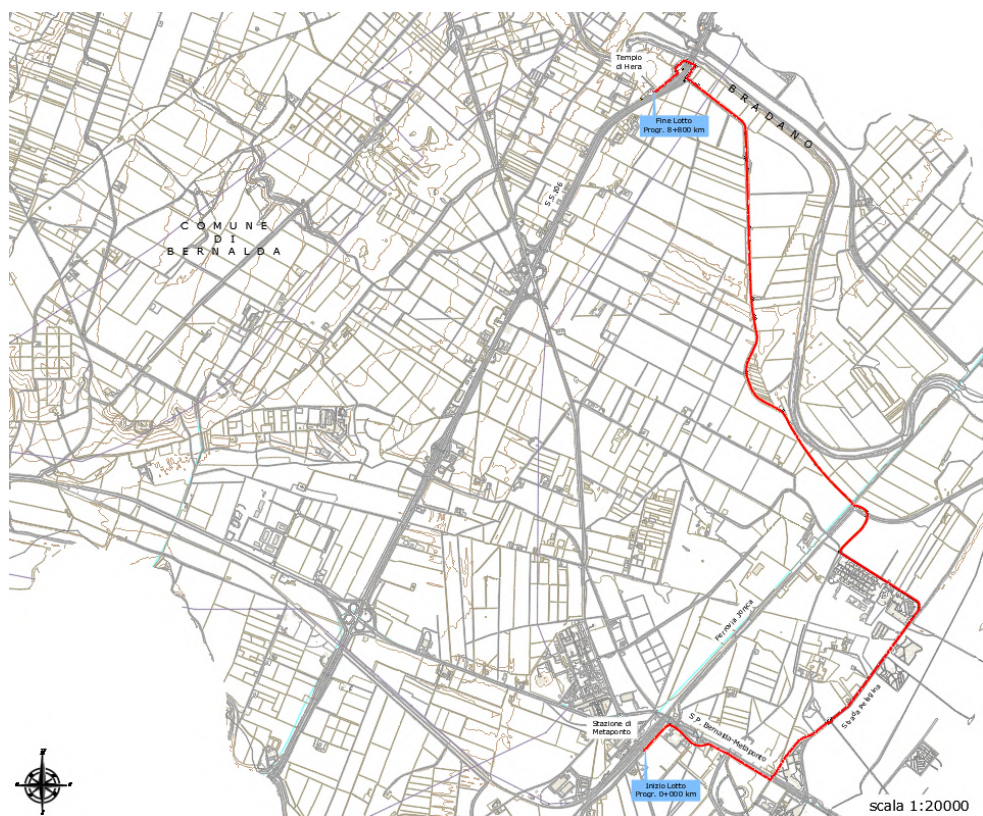 Tempio
di Hera
BRADANO
Fine Lotto
Progr. 8+800 km
S.S.106
COMUNE
DI
BERNALDA
Ferrovia Jonica
Strada
S.P. Bernalda-Metaponto
Stazione di
Metaponto
Inizio Lotto
Progr. 0+000 km
scala 1:20000